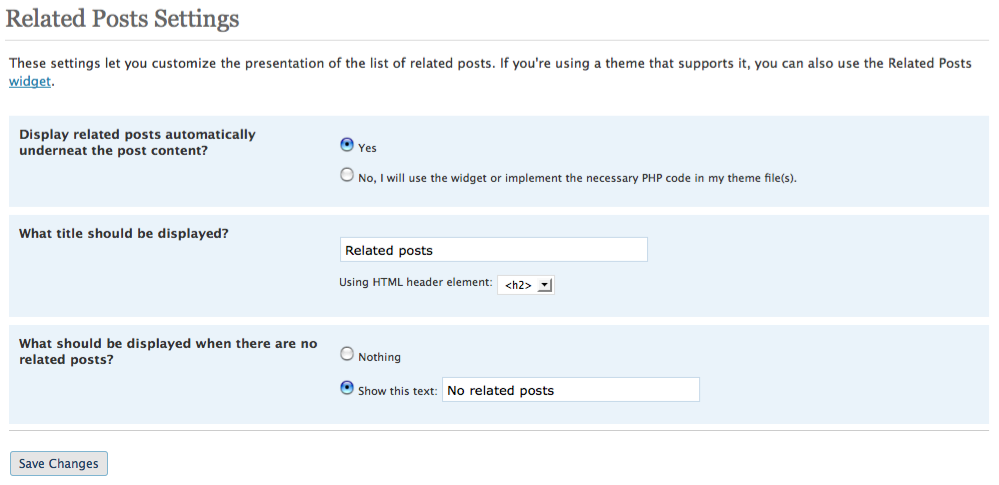 Related Posts Settings
These settings let you customize the presentation of the list of related posts. If you're using a theme that supports it, you can also use the Related Posts
widget.
Display related posts automatically
underneat the post content?
Yes
No, I will use the widget or implement the necessary PHP code in my theme file(s).
What title should be displayed?
Related posts
Using HTML header element: <h2>
What should be displayed when there are no
related posts?
Nothing
Show this text: No related posts
Save Changes